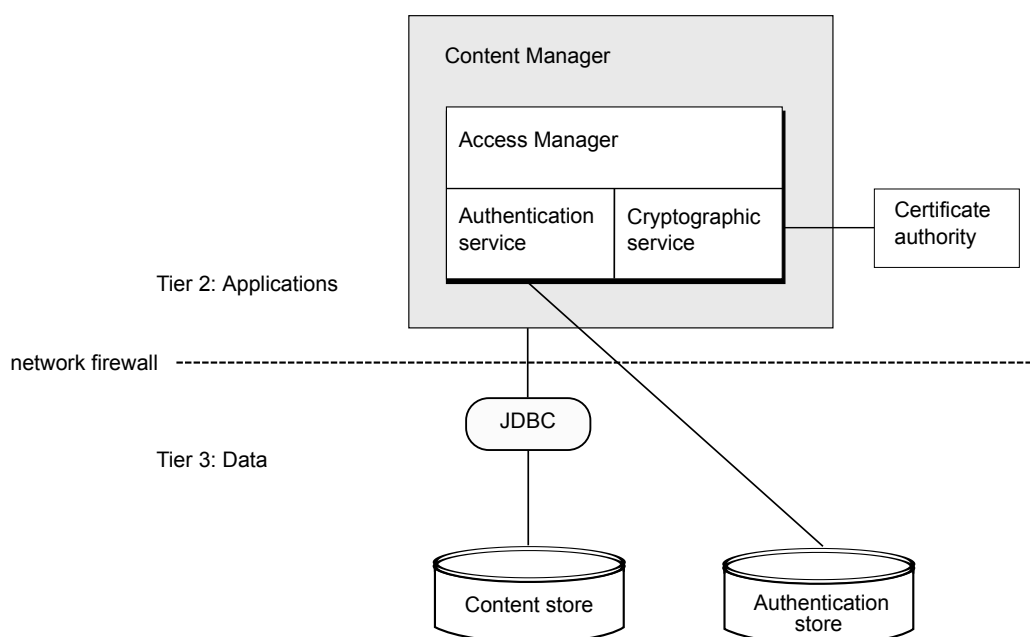 Content Manager
Access Manager
Authentication
service
Cryptographic
service
Certificate
authority
Tier 2: Applications
network firewall
JDBC
Tier 3: Data
Content store
Authentication
store